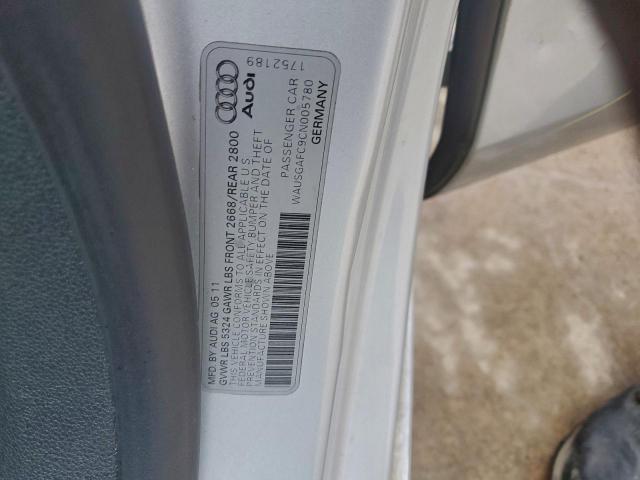 MFD. BY AUDI AG 05 11
GVWR LBS 5324 GAWR LBS FRONT 2668/REAR 2800
THIS VEHICLE CONFORMS TO ALL APPLICABLE U S
FEDERAL MOTOR VEHICLE SAFETY BUMPER AND THEFT
PREVENTION STANDARDS IN EFFECT ON THE DATE OF
MANUFACTURE SHOWN ABOVE
PASSENGER CAR
WAUSGAFC9CN005780
GERMANY
Audi
1752189